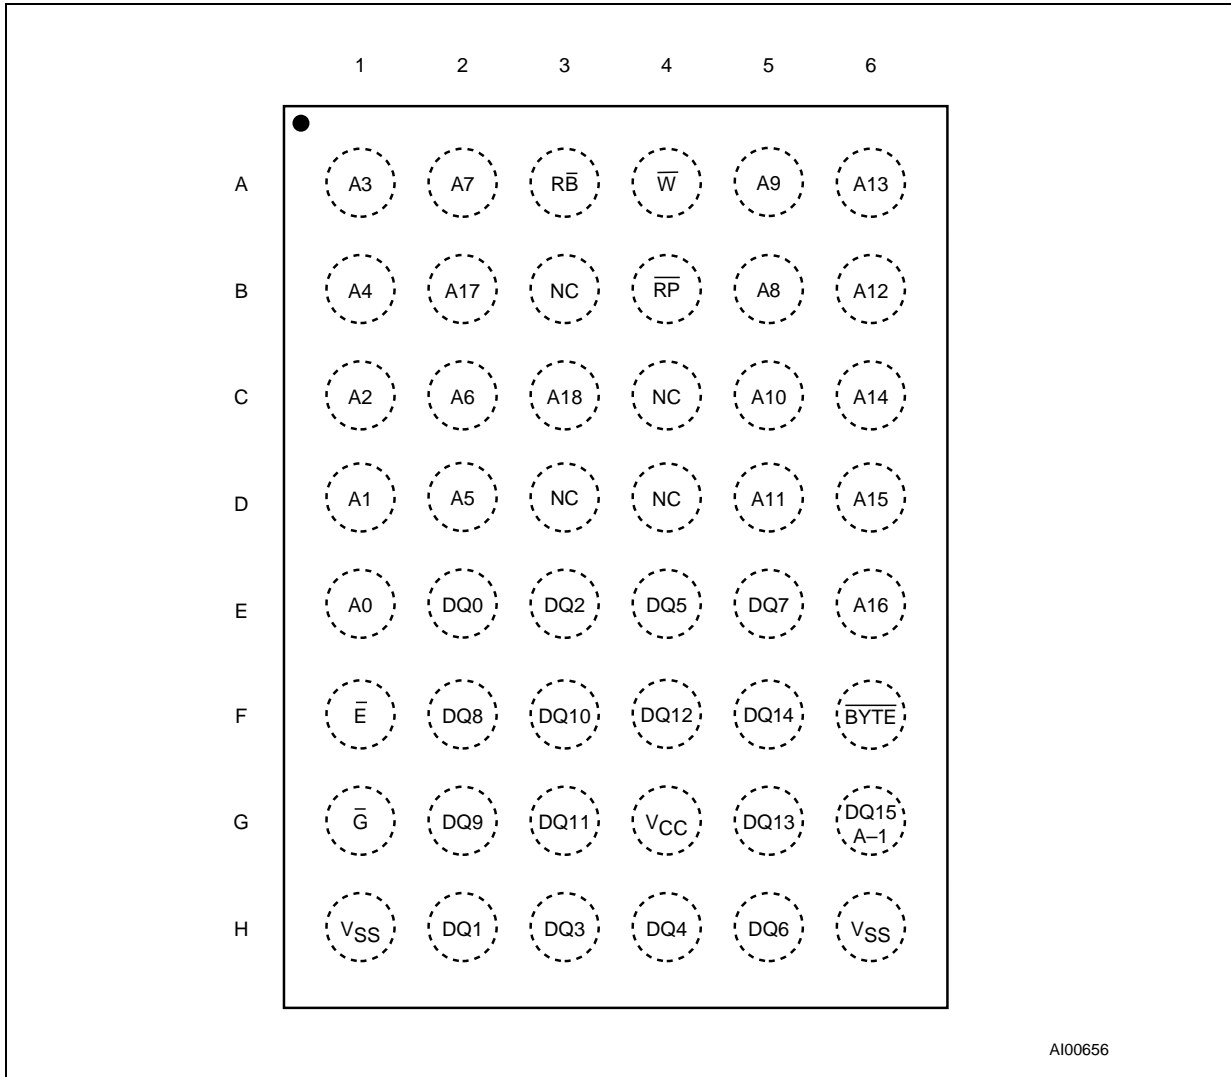 1 2 3 4 5 6
A A3 A7 RB̅ W̅ A9 A13
B A4 A17 NC R̅P̅ A8 A12
C A2 A6 A18 NC A10 A14
D A1 A5 NC NC A11 A15
E A0 DQ0 DQ2 DQ5 DQ7 A16
F E̅ DQ8 DQ10 DQ12 DQ14 B̅Y̅T̅E̅
G G̅ DQ9 DQ11 VCC DQ13 DQ15
A–1
H VSS DQ1 DQ3 DQ4 DQ6 VSS
AI00656